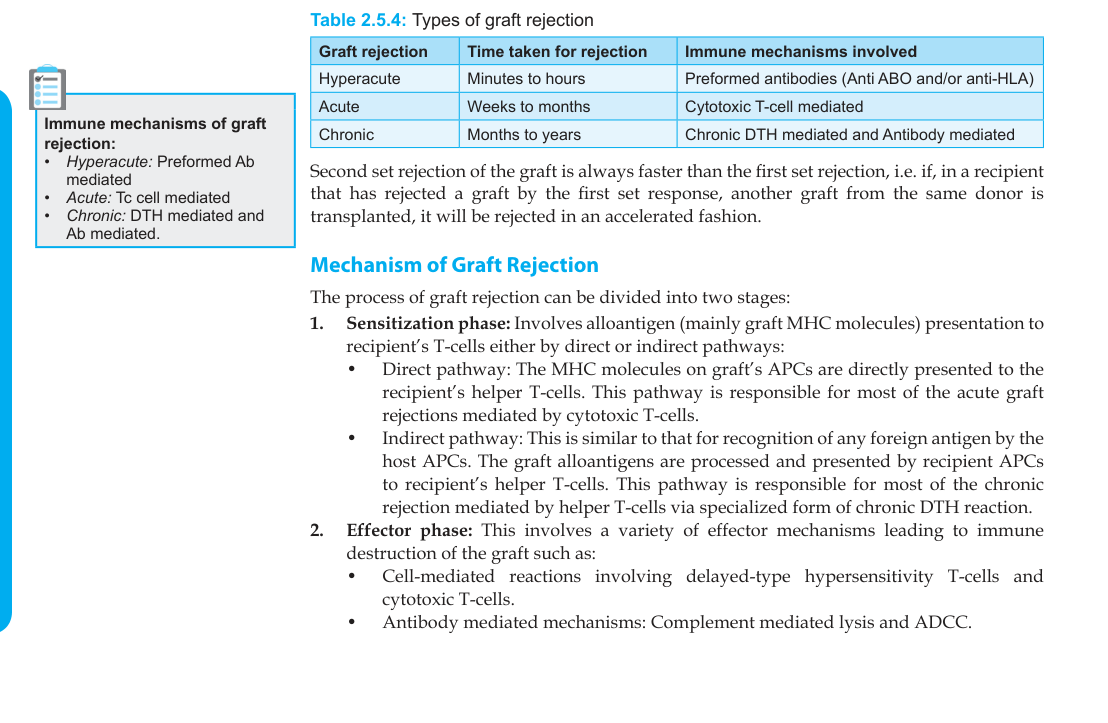 Table 2.5.4: Types of graft rejection
Graft rejection Time taken for rejection Immune mechanisms involved
Hyperacute Minutes to hours Preformed antibodies (Anti ABO and/or anti-HLA)
Acute Weeks to months Cytotoxic T-cell mediated
Chronic Months to years Chronic DTH mediated and Antibody mediated
Immune mechanisms of graft
rejection:
• Hyperacute: Preformed Ab
mediated
• Acute: Tc cell mediated
• Chronic: DTH mediated and
Ab mediated.
Second set rejection of the graft is always faster than the first set rejection, i.e. if, in a recipient
that has rejected a graft by the first set response, another graft from the same donor is
transplanted, it will be rejected in an accelerated fashion.
Mechanism of Graft Rejection
The process of graft rejection can be divided into two stages:
1. Sensitization phase: Involves alloantigen (mainly graft MHC molecules) presentation to
recipient's T-cells either by direct or indirect pathways:
• Direct pathway: The MHC molecules on graft's APCs are directly presented to the
recipient's helper T-cells. This pathway is responsible for most of the acute graft
rejections mediated by cytotoxic T-cells.
• Indirect pathway: This is similar to that for recognition of any foreign antigen by the
host APCs. The graft alloantigens are processed and presented by recipient APCs
to recipient's helper T-cells. This pathway is responsible for most of the chronic
rejection mediated by helper T-cells via specialized form of chronic DTH reaction.
2. Effector phase: This involves a variety of effector mechanisms leading to immune
destruction of the graft such as:
• Cell-mediated reactions involving delayed-type hypersensitivity T-cells and
cytotoxic T-cells.
• Antibody mediated mechanisms: Complement mediated lysis and ADCC.